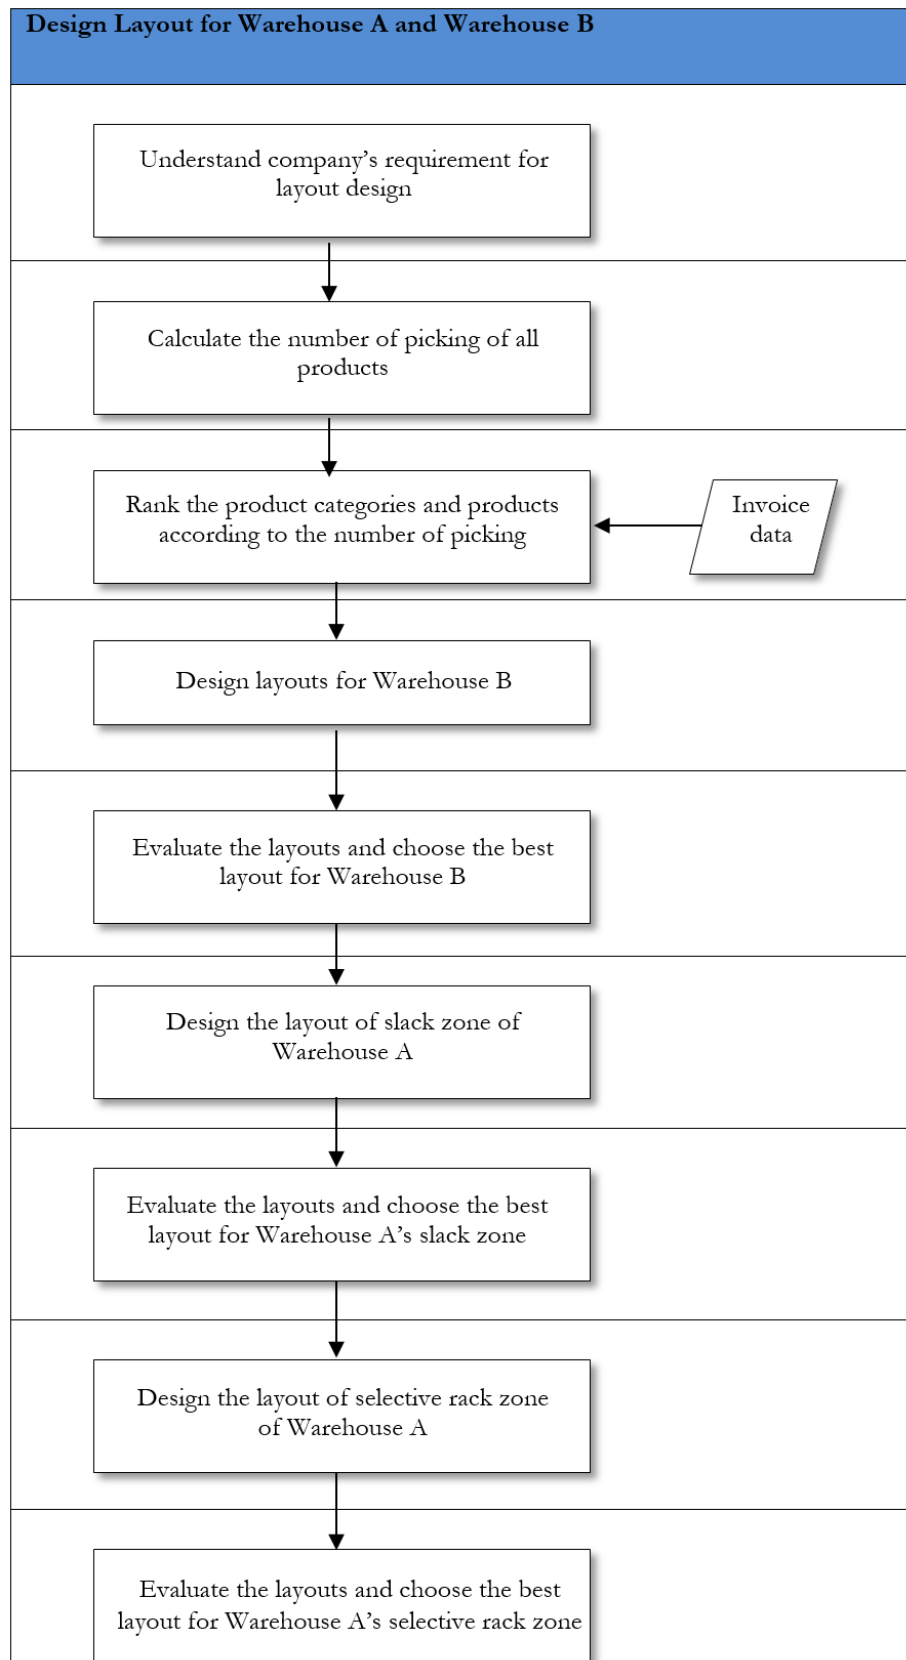 Design Layout for Warehouse A and Warehouse B
Understand company's requirement for
layout design
Calculate the number of picking of all
products
Rank the product categories and products
according to the number of picking
Invoice
data
Design layouts for Warehouse B
Evaluate the layouts and choose the best
layout for Warehouse B
Design the layout of slack zone of
Warehouse A
Evaluate the layouts and choose the best
layout for Warehouse A's slack zone
Design the layout of selective rack zone
of Warehouse A
Evaluate the layouts and choose the best
layout for Warehouse A's selective rack zone